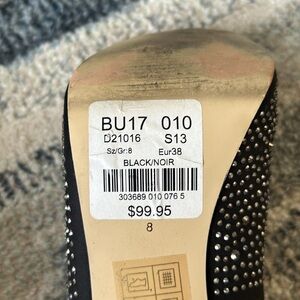 BU17 010
D21016 S13
Sz/Gr:8 Eur38
BLACK/NOIR
303689 010 076 5
$99.95
8